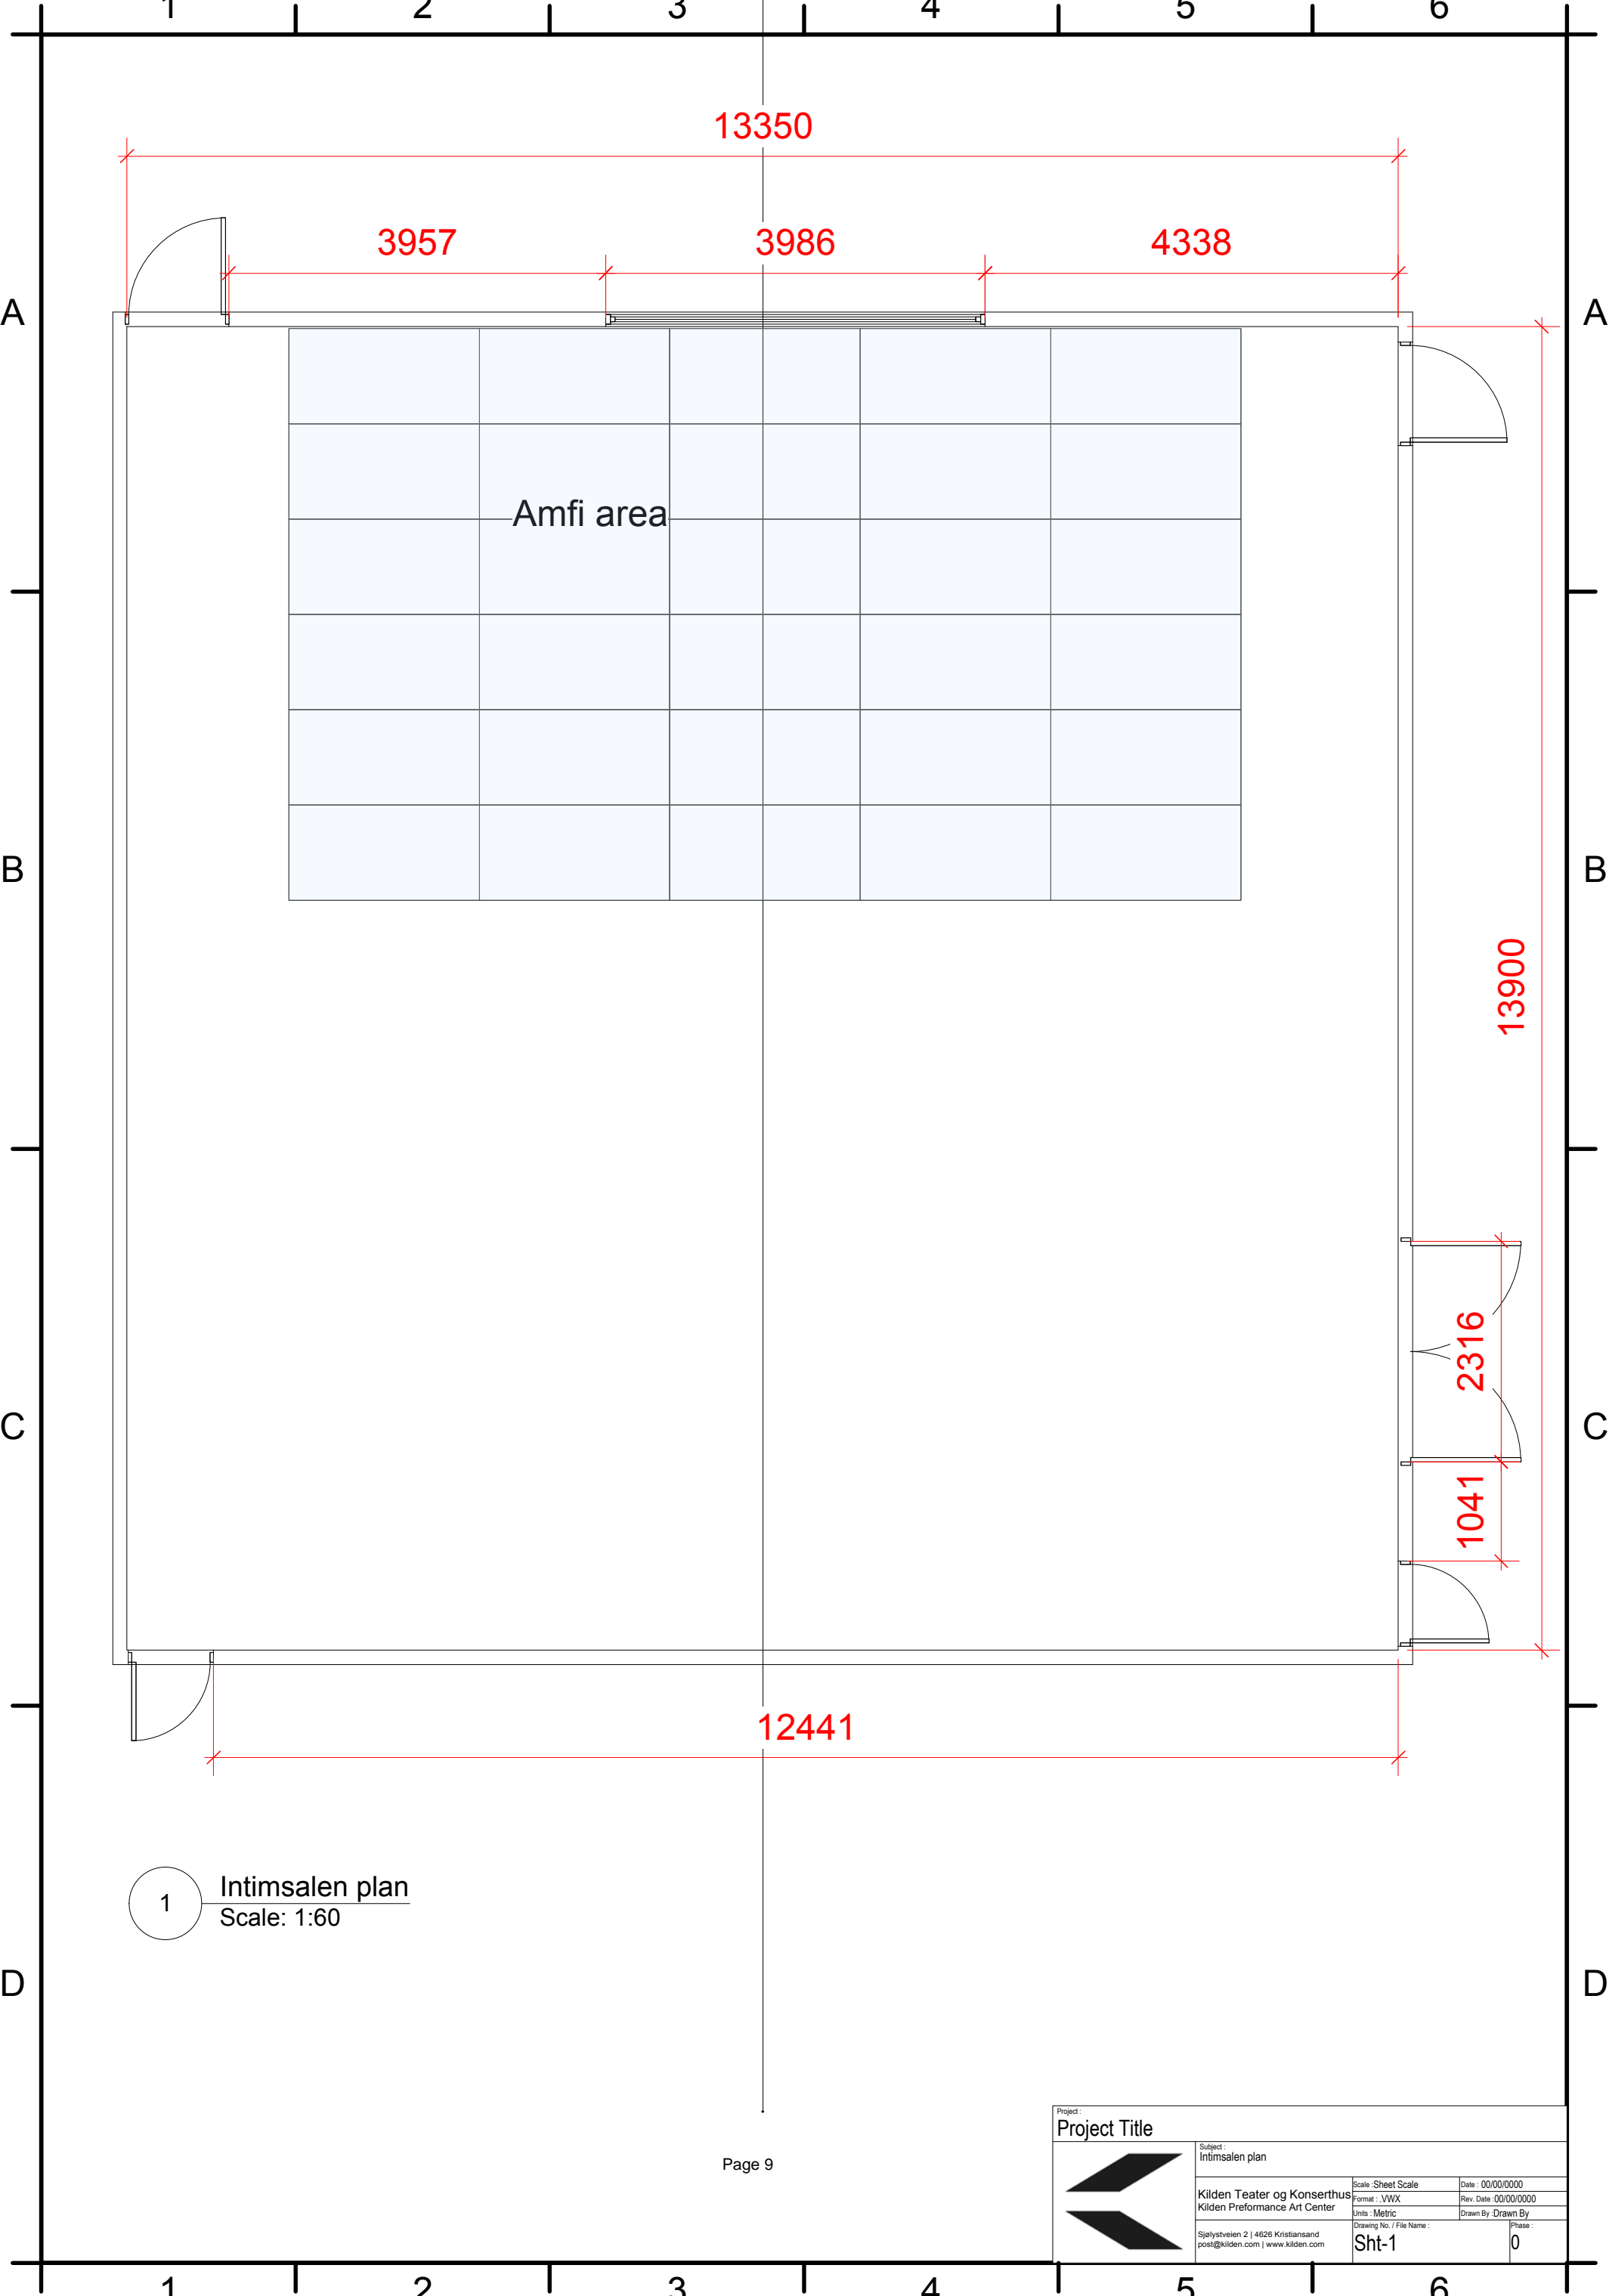 1 2 3 4 5 6
13350
3957 3986 4338
A A
Amfi area
B B
13900
2316
C C
1041
12441
1 Intimsalen plan
Scale: 1:60
D D
Page 9
Project :
Project Title
Subject :
Intimsalen plan
Kilden Teater og Konserthus
Kilden Preformance Art Center
Scale :Sheet Scale Date : 00/00/0000
Format : .VWX Rev. Date :00/00/0000
Units : Metric Drawn By :Drawn By
Sjølystveien 2 | 4626 Kristiansand
post@kilden.com | www.kilden.com
Drawing No. / File Name : Phase :
Sht-1 0
1 2 3 4 5 6